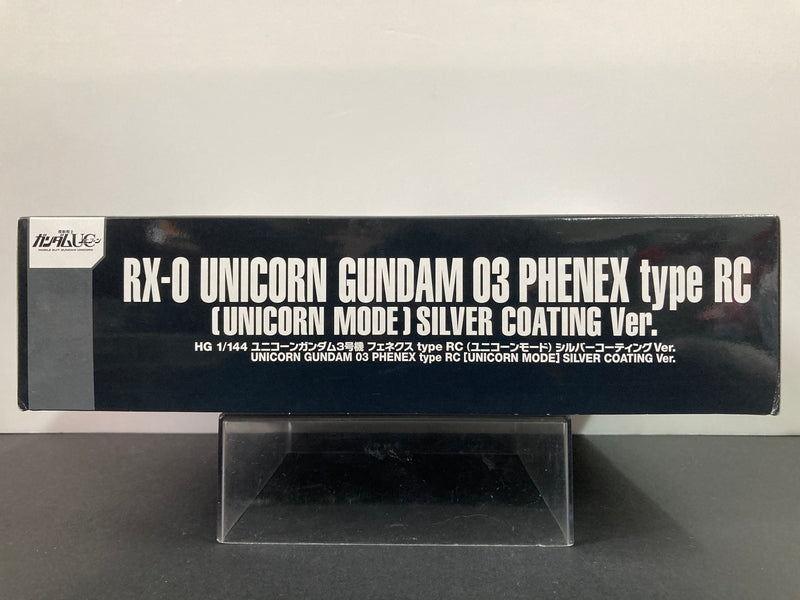 機動戦士
ガンダムUC
MOBILE SUIT GUNDAM UNICORN
RX-0 UNICORN GUNDAM 03 PHENEX type RC
(UNICORN MODE) SILVER COATING Ver.
HG 1/144 ユニコーンガンダム3号機 フェネクス type RC (ユニコーンモード) シルバーコーティングVer.
UNICORN GUNDAM 03 PHENEX type RC [UNICORN MODE] SILVER COATING Ver.